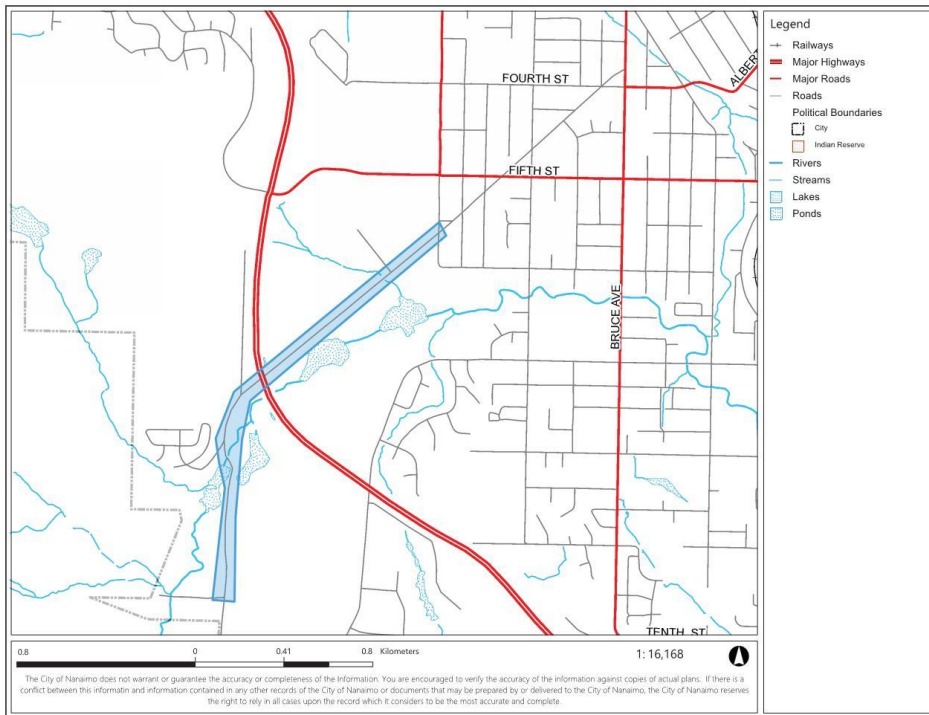 FOURTH ST
ALBERT
FIFTH ST
BRUCE AVE
TENTH ST
Legend
Railways
Major Highways
Major Roads
Roads
Political Boundaries
City
Indian Reserve
Rivers
Streams
Lakes
Ponds
0.8 0 0.41 0.8 Kilometers
1: 16,168
The City of Nanaimo does not warrant or guarantee the accuracy or completeness of the Information. You are encouraged to verify the accuracy of the information against copies of actual plans. If there is a
conflict between this informatin and information contained in any other records of the City of Nanaimo or documents that may be prepared by or delivered to the City of Nanaimo, the City of Nanaimo reserves
the right to rely in all cases upon the record which it considers to be the most accurate and complete.